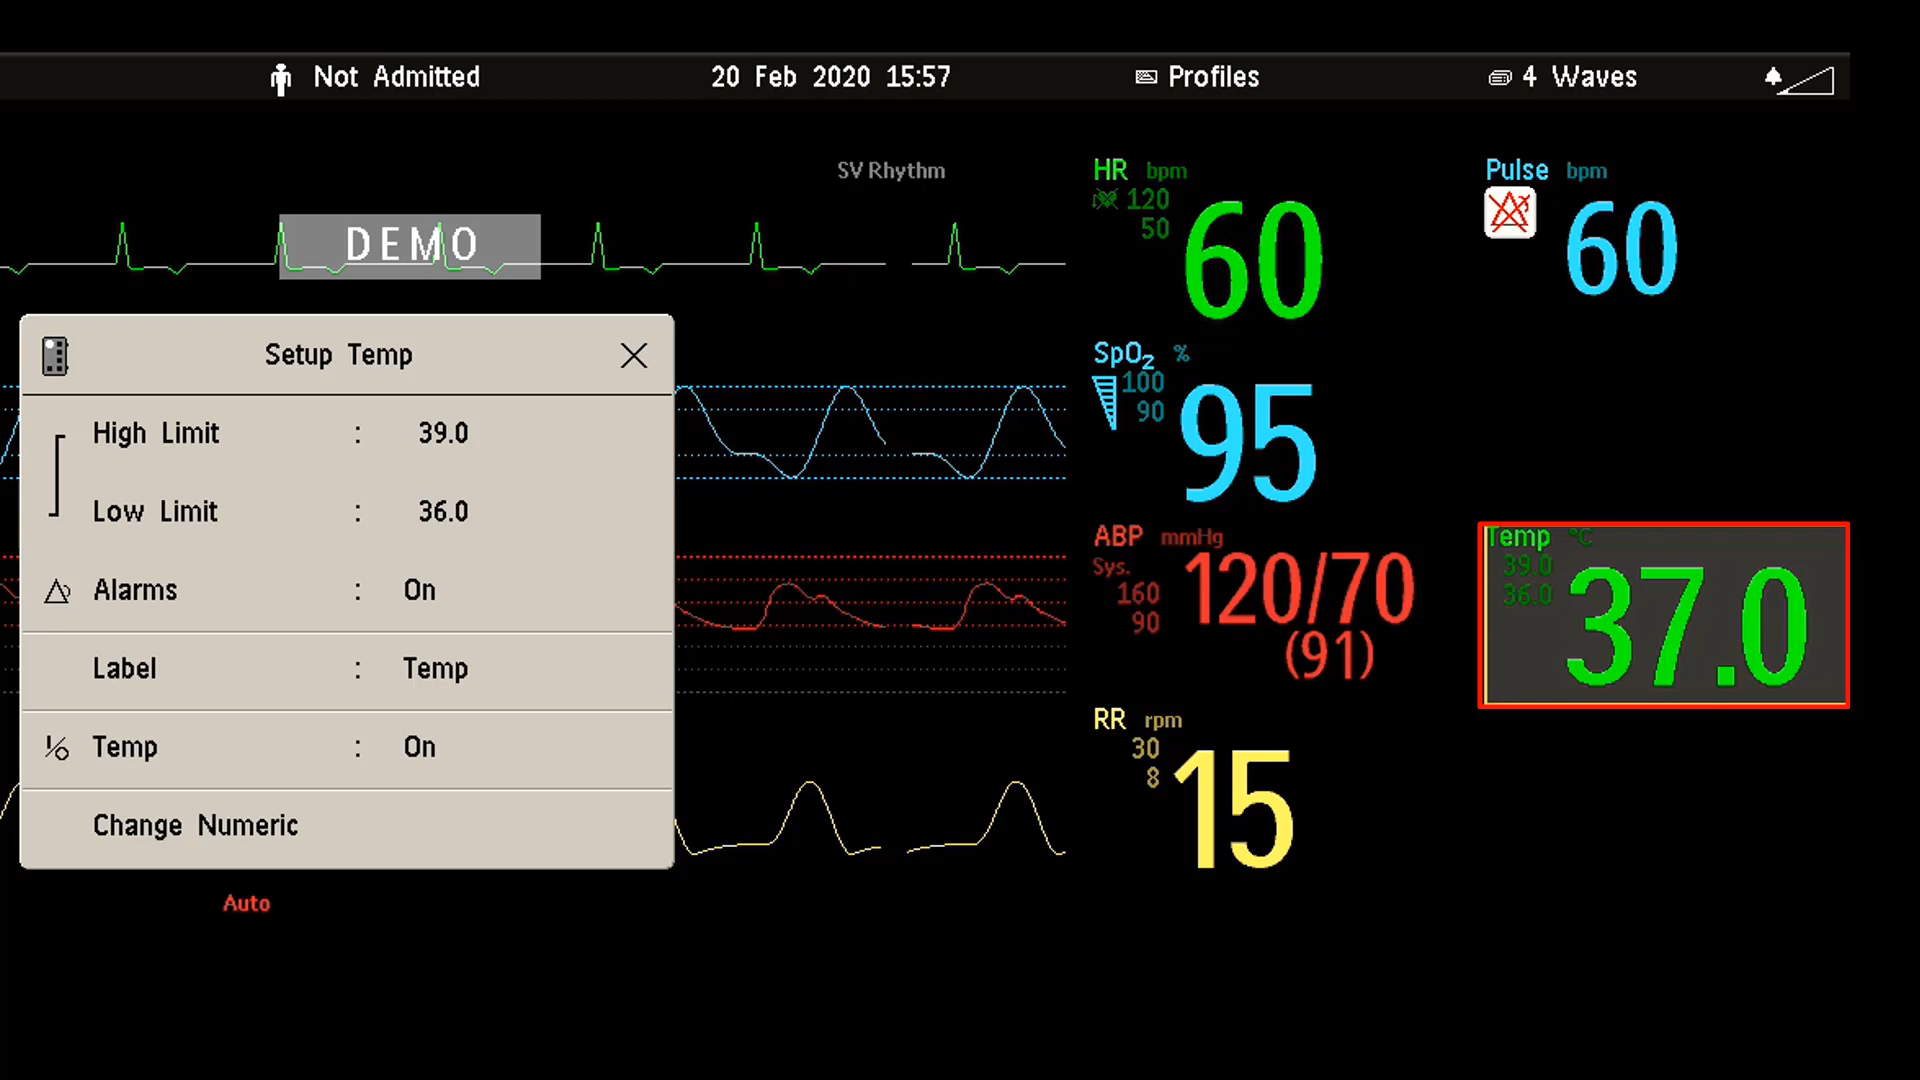 Not Admitted
20 Feb 2020 15:57
Profiles
4 Waves
SV Rhythm
DEMO
HR bpm
120
50
60
Pulse bpm
60
Setup Temp
High Limit : 39.0
Low Limit : 36.0
Alarms : On
Label : Temp
Temp : On
Change Numeric
Auto
SpO2 %
100
90
95
ABP mmHg
Sys.
160
90
120/70
(91)
Temp °C
39.0
36.0
37.0
RR rpm
30
8
15